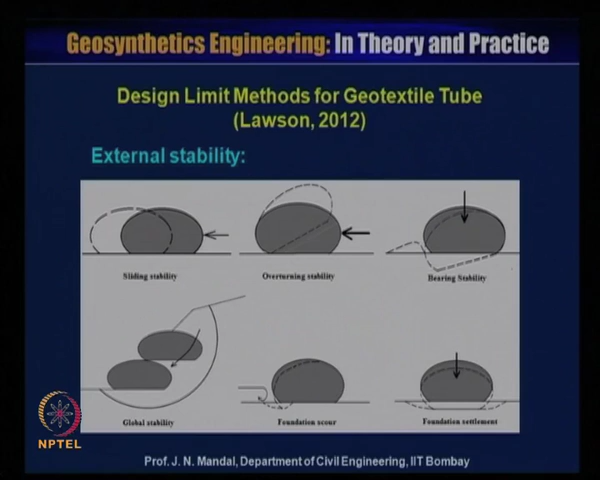 Geosynthetics Engineering: In Theory and Practice
Design Limit Methods for Geotextile Tube
(Lawson, 2012)
External stability:
Sliding stability
Overturning stability
Bearing Stability
Global stability
Foundation scour
Foundation settlement
NPTEL
Prof. J. N. Mandal, Department of Civil Engineering, IIT Bombay